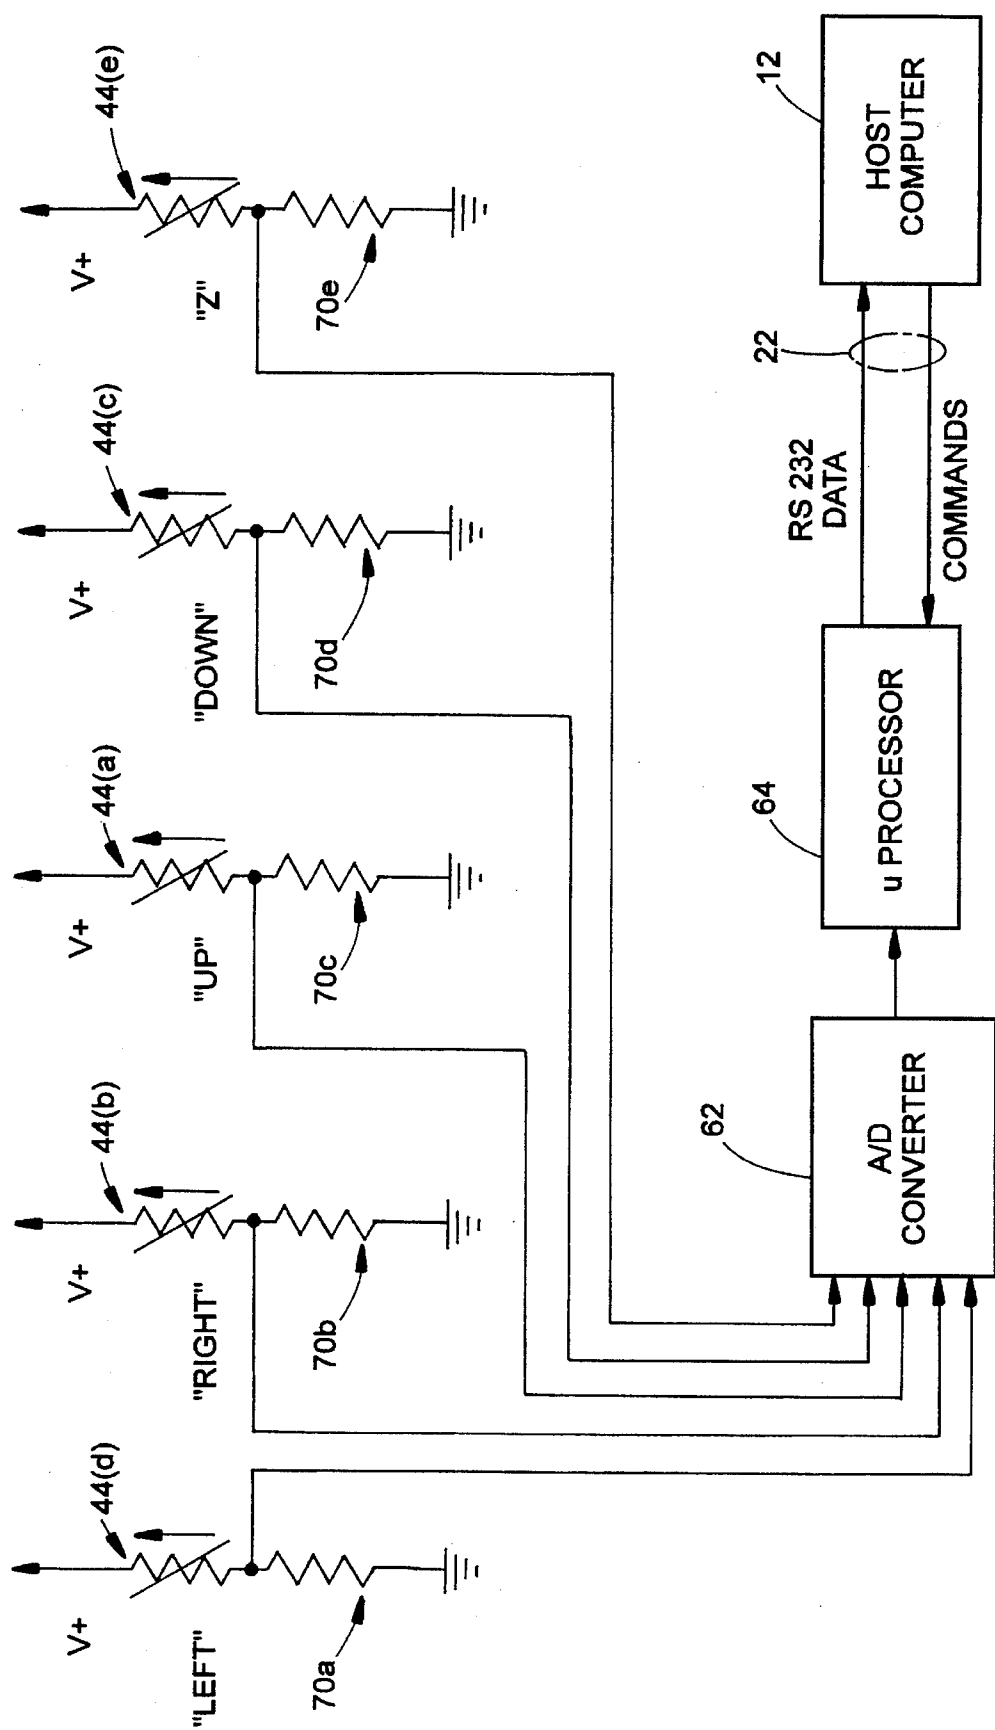 V+
44(d)
"LEFT"
70a
V+
44(b)
"RIGHT"
70b
V+
44(a)
"UP"
70c
V+
44(c)
"DOWN"
70d
V+
44(e)
"Z"
70e
62
A/D
CONVERTER
64
u PROCESSOR
RS 232
DATA
COMMANDS
22
12
HOST
COMPUTER